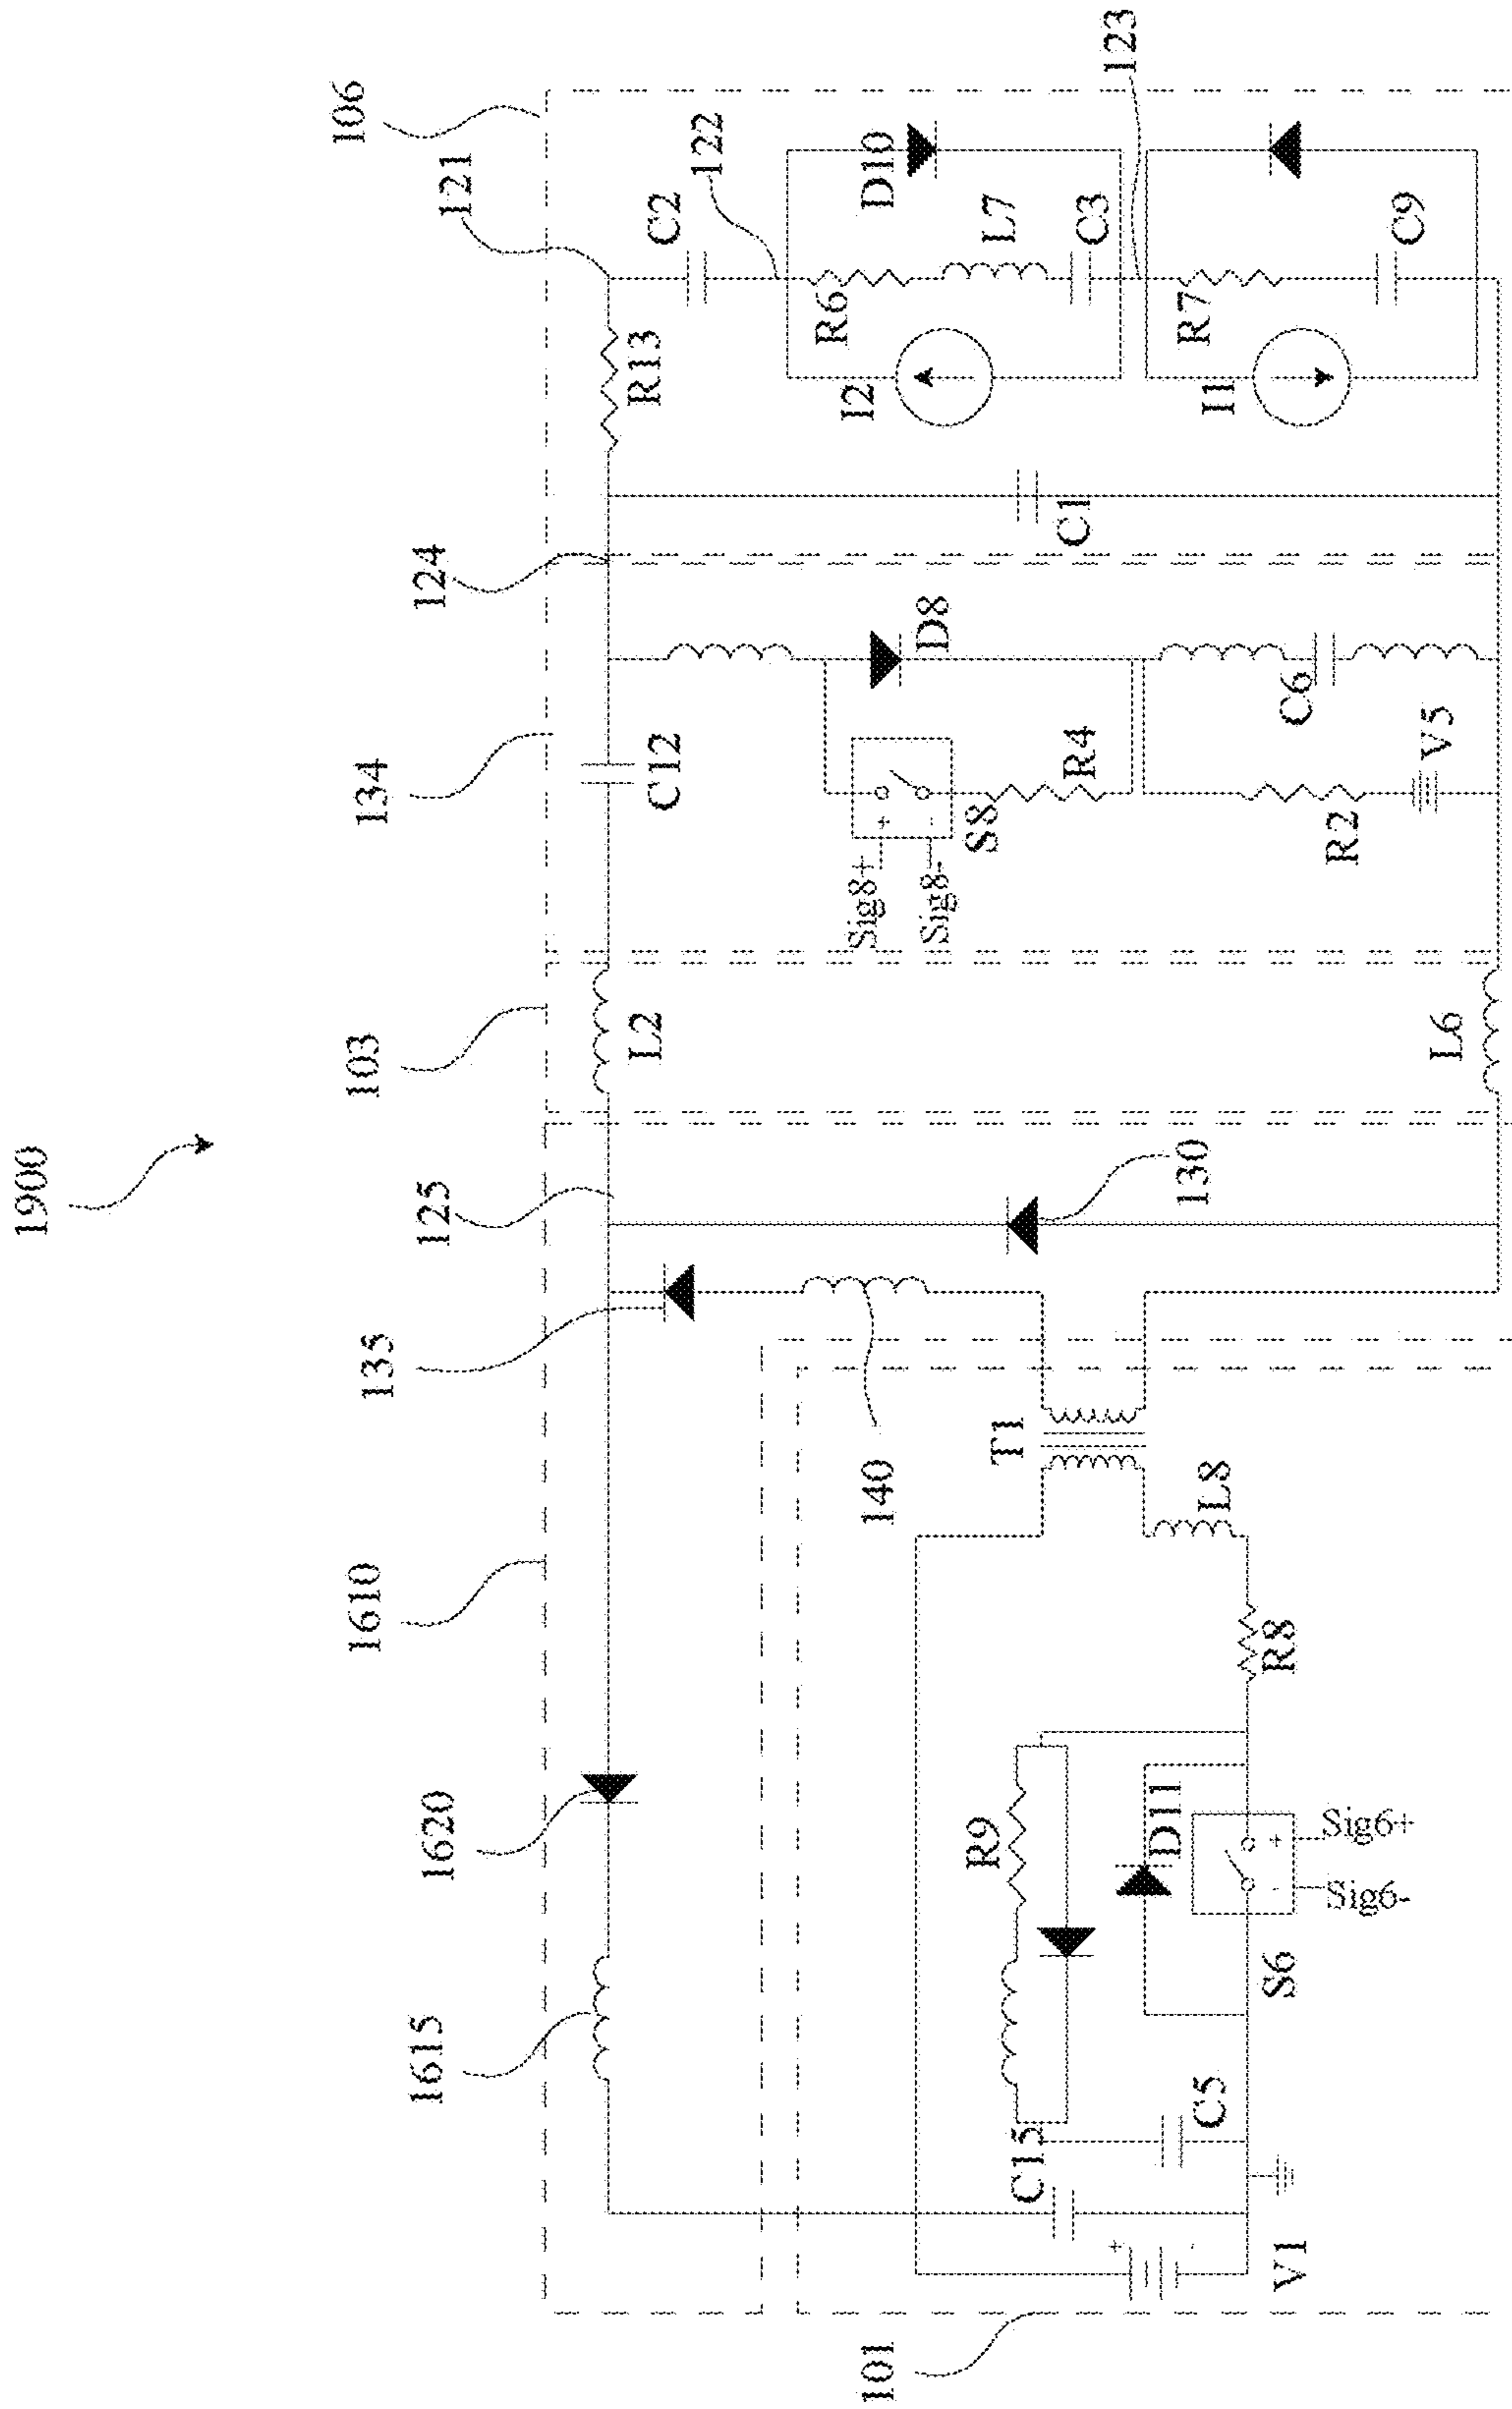 1900
106
121
122
123
C2
D10
R6
L7
C3
R7
C9
R13
I2
I1
124
C1
134
C12
D8
C6
R4
V5
S8
R2
Sig8+
Sig8-
+
-
103
L2
L6
125
130
135
140
T1
L8
1610
R8
1620
R9
D11
Sig6+
Sig6-
+
-
S6
1615
C15
C5
+
-
V1
101